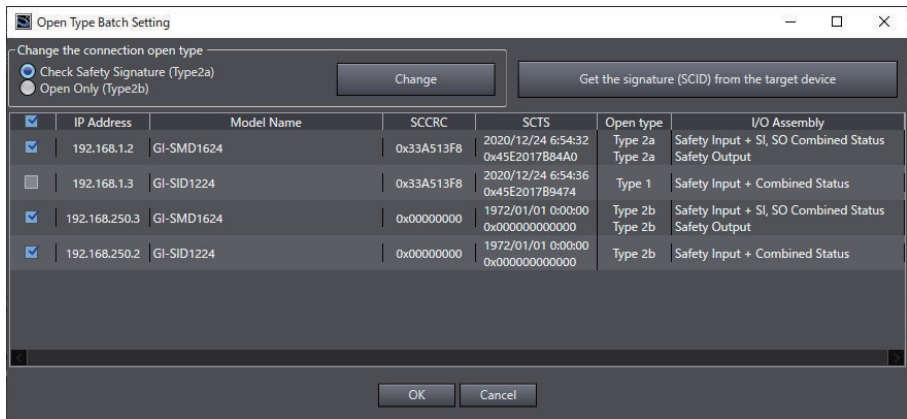 Open Type Batch Setting
Change the connection open type
Check Safety Signature (Type2a)
Open Only (Type2b)
Change
Get the signature (SCID) from the target device
IP Address Model Name SCCRC SCTS Open type I/O Assembly
192.168.1.2 GI-SMD1624 0x33A513F8 2020/12/24 6:54:32 Type 2a Safety Input + SI, SO Combined Status
0x45E2017B84A0 Type 2a Safety Output
192.168.1.3 GI-SID1224 0x33A513F8 2020/12/24 6:54:36 Type 1 Safety Input + Combined Status
0x45E2017B9474
192.168.250.3 GI-SMD1624 0x00000000 1972/01/01 0:00:00 Type 2b Safety Input + SI, SO Combined Status
0x000000000000 Type 2b Safety Output
192.168.250.2 GI-SID1224 0x00000000 1972/01/01 0:00:00 Type 2b Safety Input + Combined Status
0x000000000000
OK Cancel